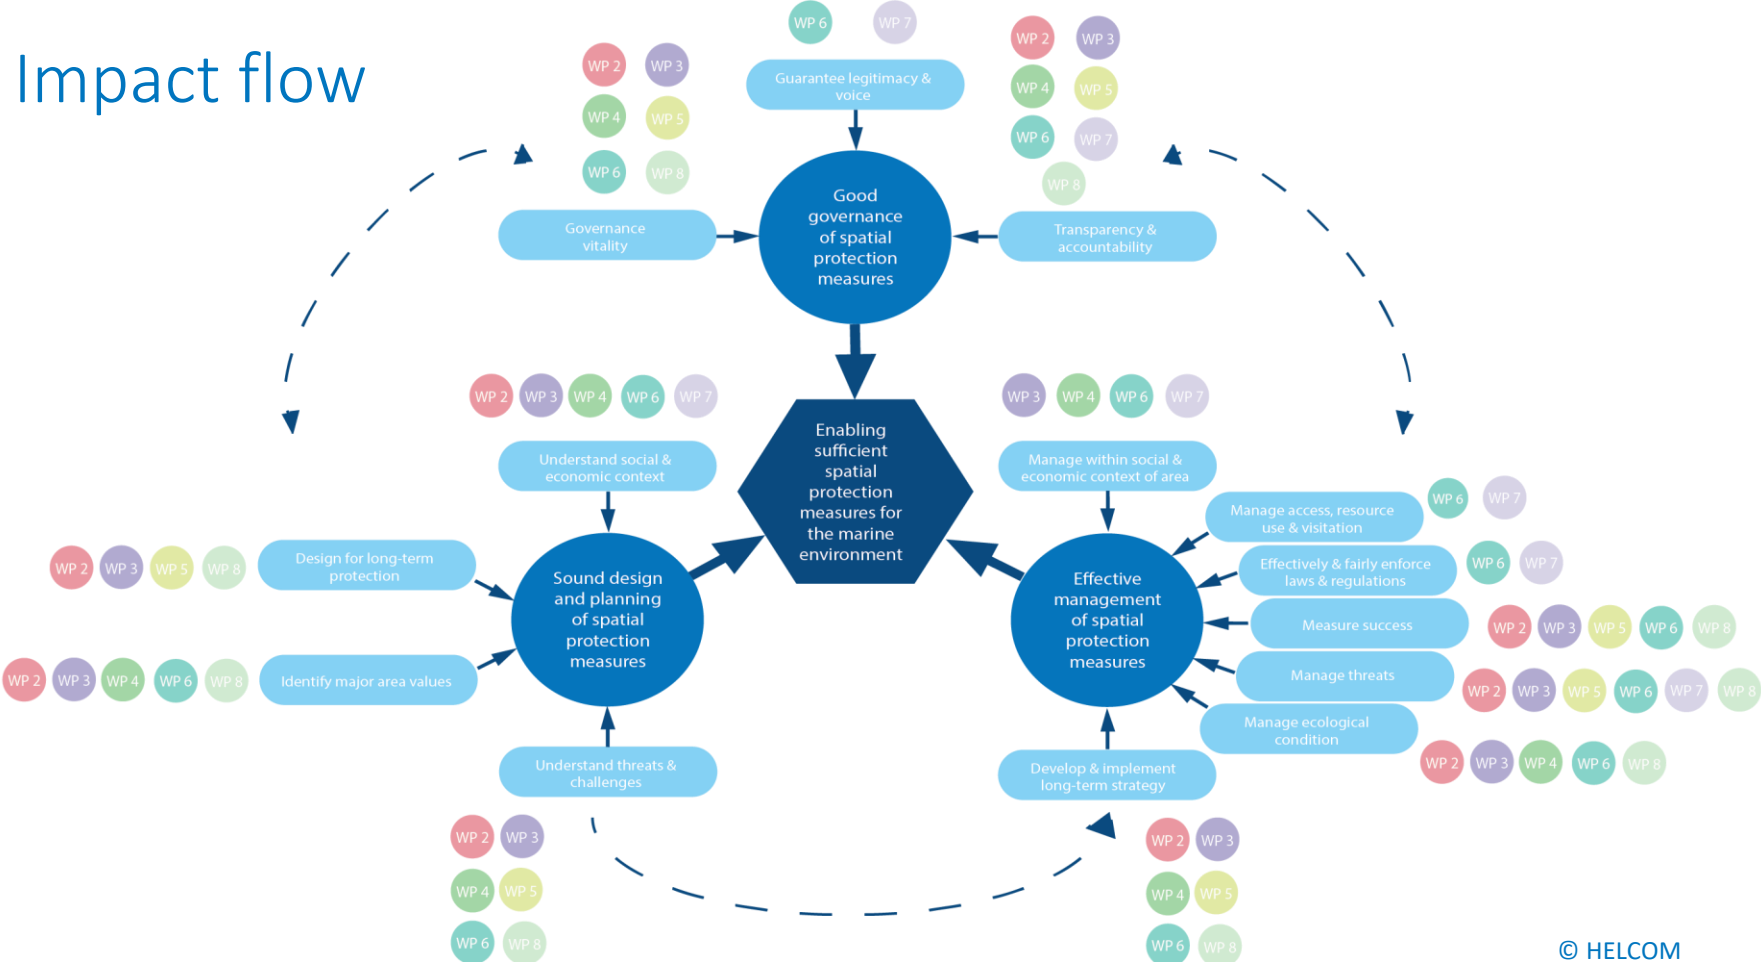 Impact flow
WP 6 WP 7
Guarantee legitimacy &
voice
WP 2 WP 3
WP 4 WP 5
WP 6 WP 8
Governance
vitality
WP 2 WP 3
WP 4 WP 5
WP 6 WP 7
WP 8
Transparency &
accountability
Good
governance
of spatial
protection
measures
WP 2 WP 3 WP 4 WP 6 WP 7
Understand social &
economic context
Enabling
sufficient
spatial
protection
measures for
the marine
environment
WP 3 WP 4 WP 6 WP 7
Manage within social &
economic context of area
WP 2 WP 3 WP 5 WP 8
Design for long-term
protection
WP 2 WP 3 WP 4 WP 6 WP 8
Identify major area values
Sound design
and planning
of spatial
protection
measures
Understand threats &
challenges
WP 2 WP 3
WP 4 WP 5
WP 6 WP 8
Effective
management
of spatial
protection
measures
Manage access, resource
use & visitation
WP 6 WP 7
Effectively & fairly enforce
laws & regulations
WP 6 WP 7
Measure success
WP 2 WP 3 WP 5 WP 6 WP 8
Manage threats
WP 2 WP 3 WP 5 WP 6 WP 7 WP 8
Manage ecological
condition
WP 2 WP 3 WP 4 WP 6 WP 8
Develop & implement
long-term strategy
WP 2 WP 3
WP 4 WP 5
WP 6 WP 8
© HELCOM